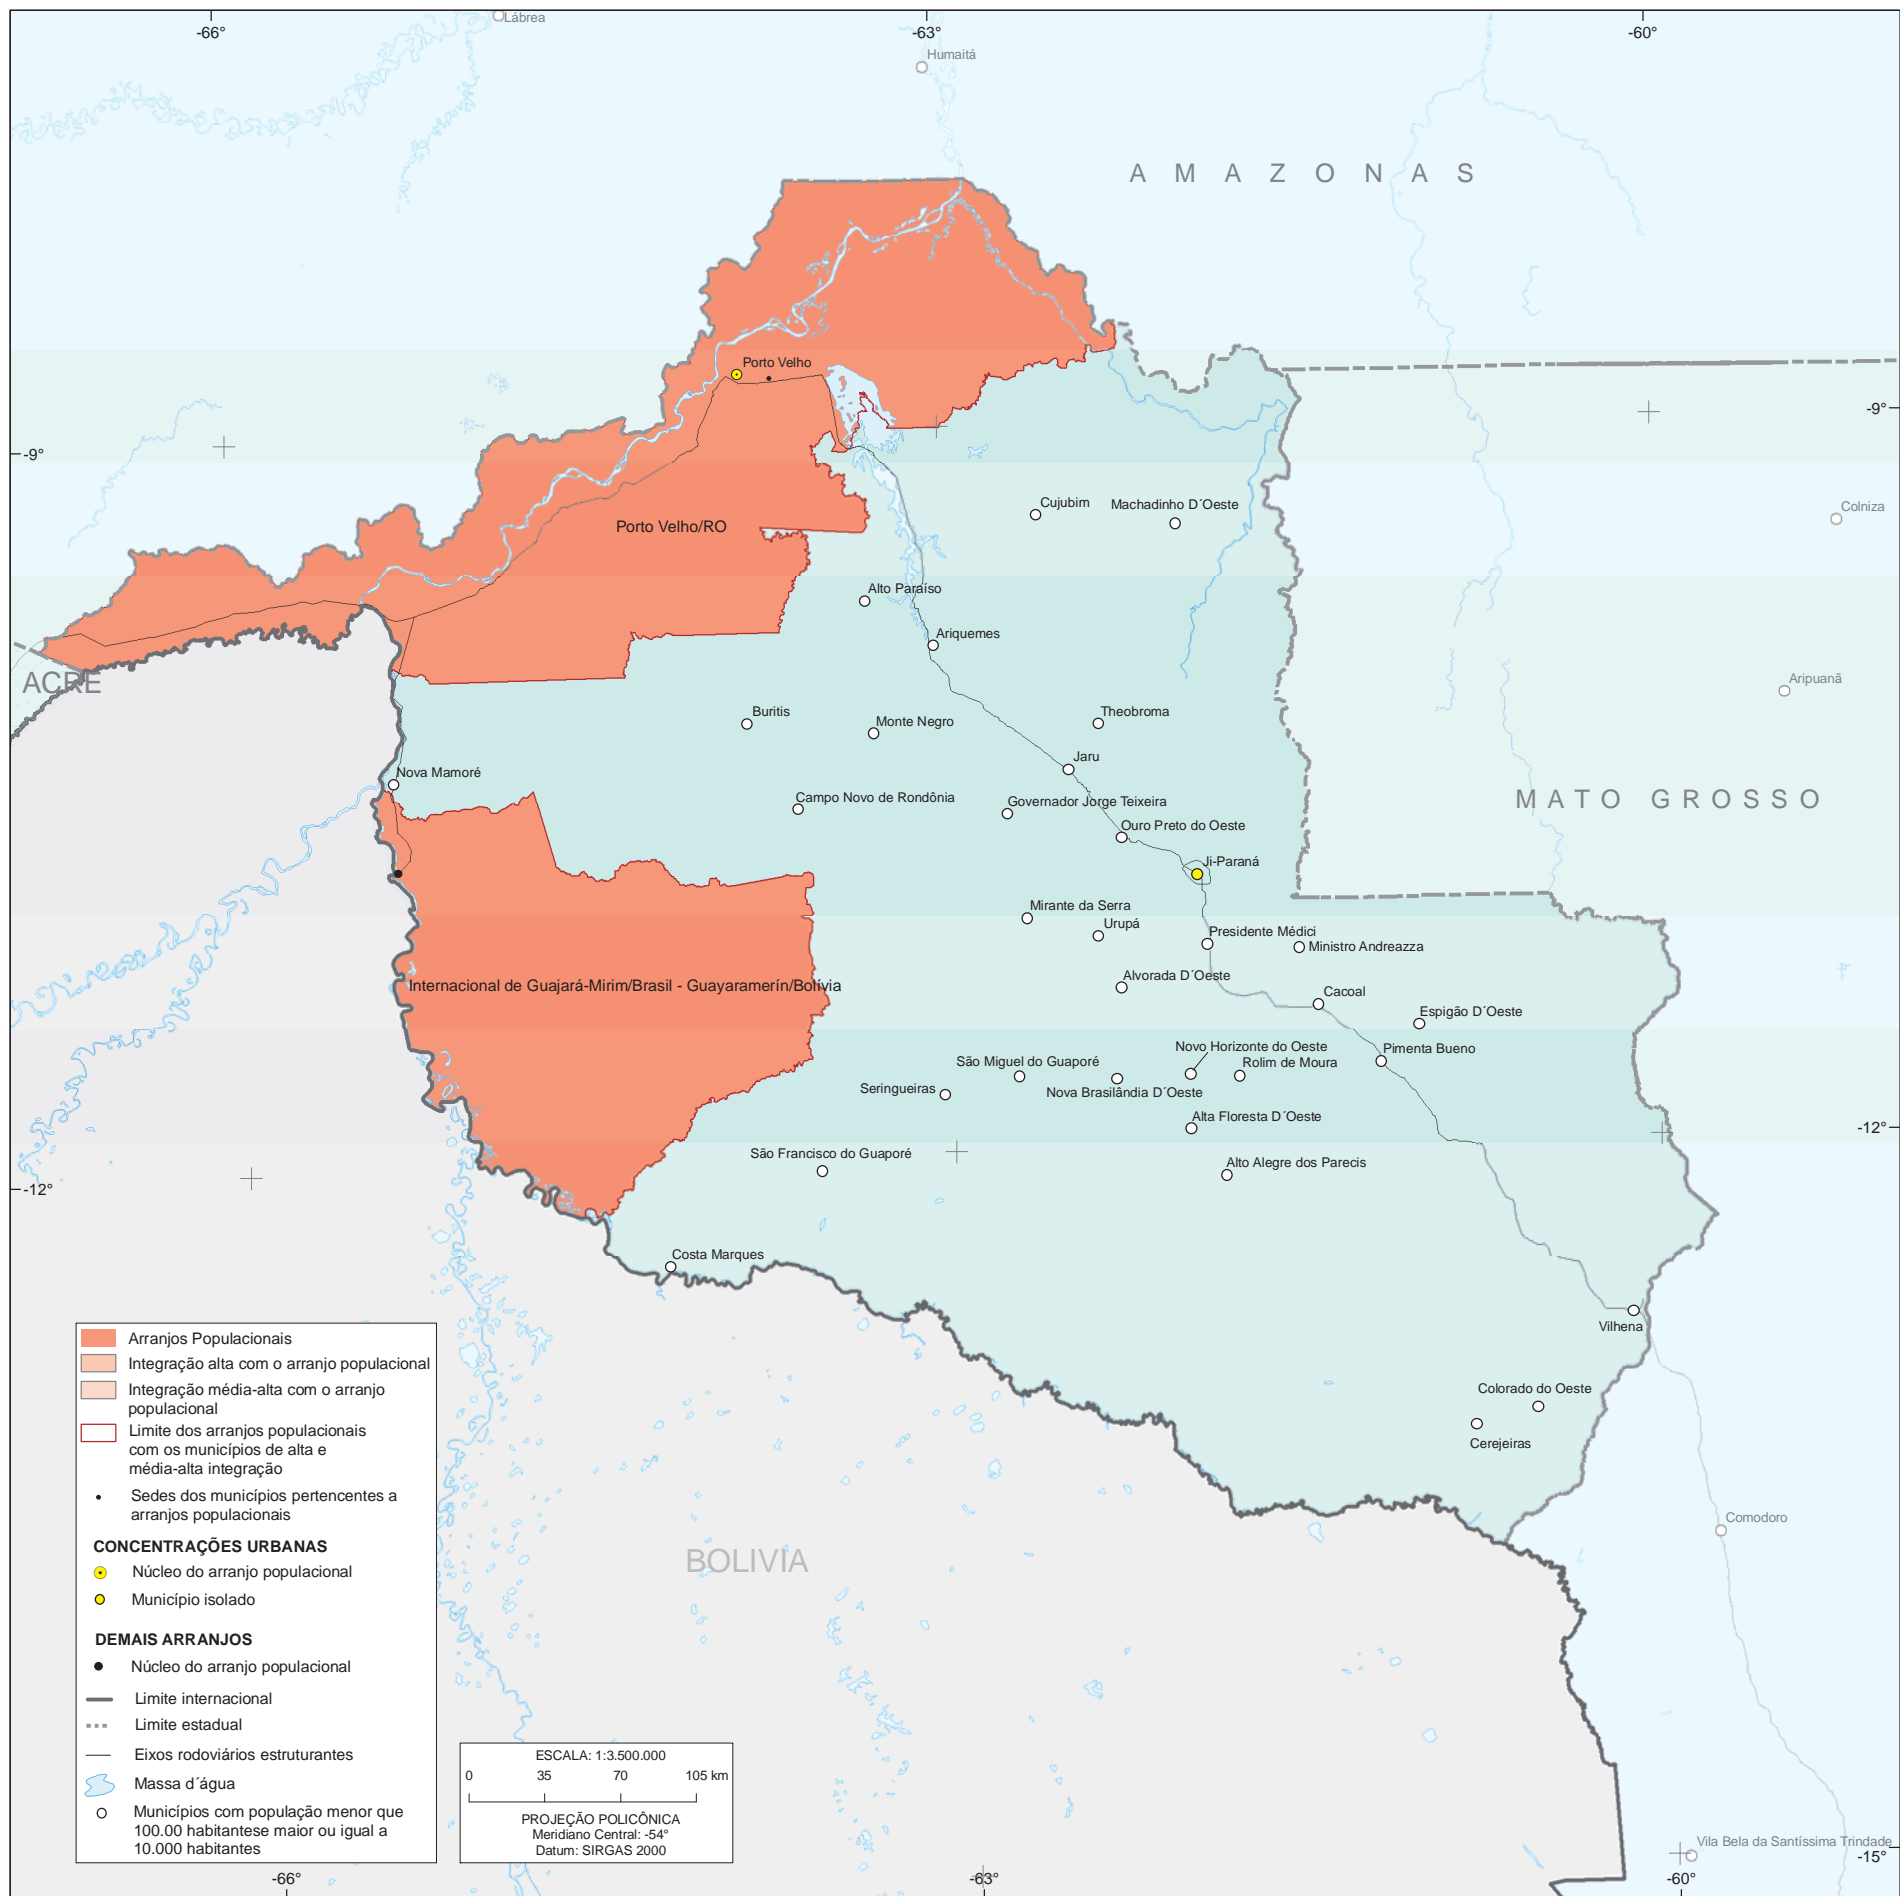 -66°
-63°
-60°
Lábrea
Humaitá
AMAZONAS
Porto Velho
-9°
-9°
Cujubim
Machadinho D´Oeste
Colniza
Porto Velho/RO
Alto Paraíso
Ariquemes
ACRE
Aripuanã
Buritis
Monte Negro
Theobroma
Jaru
Nova Mamoré
Campo Novo de Rondônia
Governador Jorge Teixeira
MATO GROSSO
Ouro Preto do Oeste
Ji-Paraná
Mirante da Serra
Urupá
Presidente Médici
Ministro Andreazza
Alvorada D´Oeste
Internacional de Guajará-Mirim/Brasil - Guayaramerín/Bolívia
Cacoal
Espigão D´Oeste
Novo Horizonte do Oeste
Pimenta Bueno
São Miguel do Guaporé
Rolim de Moura
Seringueiras
Nova Brasilândia D´Oeste
Alta Floresta D´Oeste
-12°
São Francisco do Guaporé
Alto Alegre dos Parecis
-12°
Costa Marques
Vilhena
Colorado do Oeste
Cerejeiras
Comodoro
BOLIVIA
Vila Bela da Santíssima Trindade
-15°
-66°
-63°
-60°
Arranjos Populacionais
Integração alta com o arranjo populacional
Integração média-alta com o arranjo
populacional
Limite dos arranjos populacionais
com os municípios de alta e
média-alta integração
Sedes dos municípios pertencentes a
arranjos populacionais
CONCENTRAÇÕES URBANAS
Núcleo do arranjo populacional
Município isolado
DEMAIS ARRANJOS
Núcleo do arranjo populacional
Limite internacional
Limite estadual
Eixos rodoviários estruturantes
Massa d´água
Municípios com população menor que
100.00 habitantese maior ou igual a
10.000 habitantes
ESCALA: 1:3.500.000
0 35 70 105 km
PROJEÇÃO POLICÔNICA
Meridiano Central: -54°
Datum: SIRGAS 2000